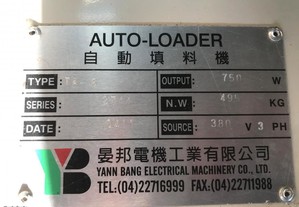 AUTO-LOADER
自動填料機
TYPE: OUTPUT: 750 W
SERIES N.W KG
DATE: SOURCE: 380 V 3 PH
YB 晏邦電機工業有限公司
YANN BANG ELECTRICAL MACHINERY CO., LTD.
TEL:(04)22716999 FAX:(04)22711988